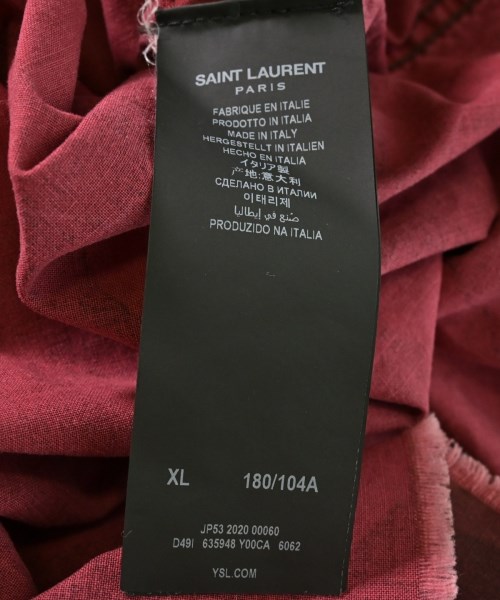 SAINT LAURENT
PARIS
FABRIQUE EN ITALIE
PRODOTTO IN ITALIA
MADE IN ITALY
HERGESTELLT IN ITALIEN
HECHO EN ITALIA
イタリア製
产地:意大利
СДЕЛАНО В ИТАЛИИ
이태리제
صنع في إيطاليا
PRODUZIDO NA ITALIA
XL 180/104A
JP53 2020 00060
D49I 635948 Y00CA 6062
YSL.COM